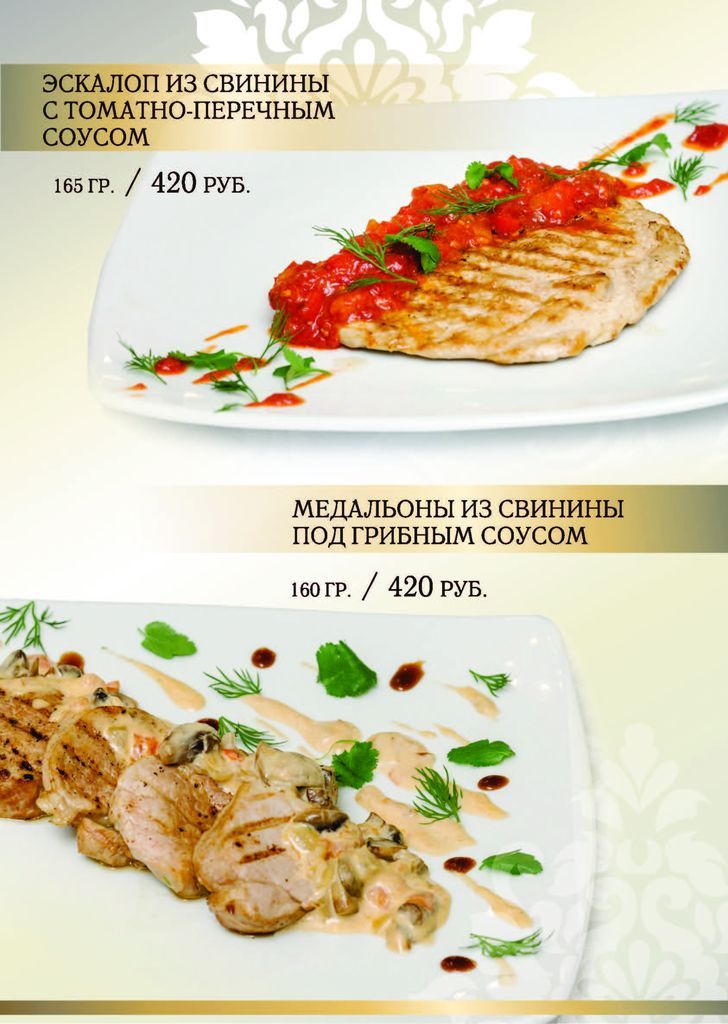 ЭСКАЛОП ИЗ СВИНИНЫ
С ТОМАТНО-ПЕРЕЧНЫМ
СОУСОМ
165 ГР. / 420 РУБ.
МЕДАЛЬОНЫ ИЗ СВИНИНЫ
ПОД ГРИБНЫМ СОУСОМ
160 ГР. / 420 РУБ.